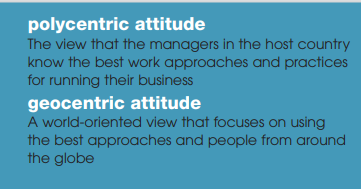 polycentric attitude
The view that the managers in the host country
know the best work approaches and practices
for running their business
geocentric attitude
A world-oriented view that focuses on using
the best approaches and people from around
the globe